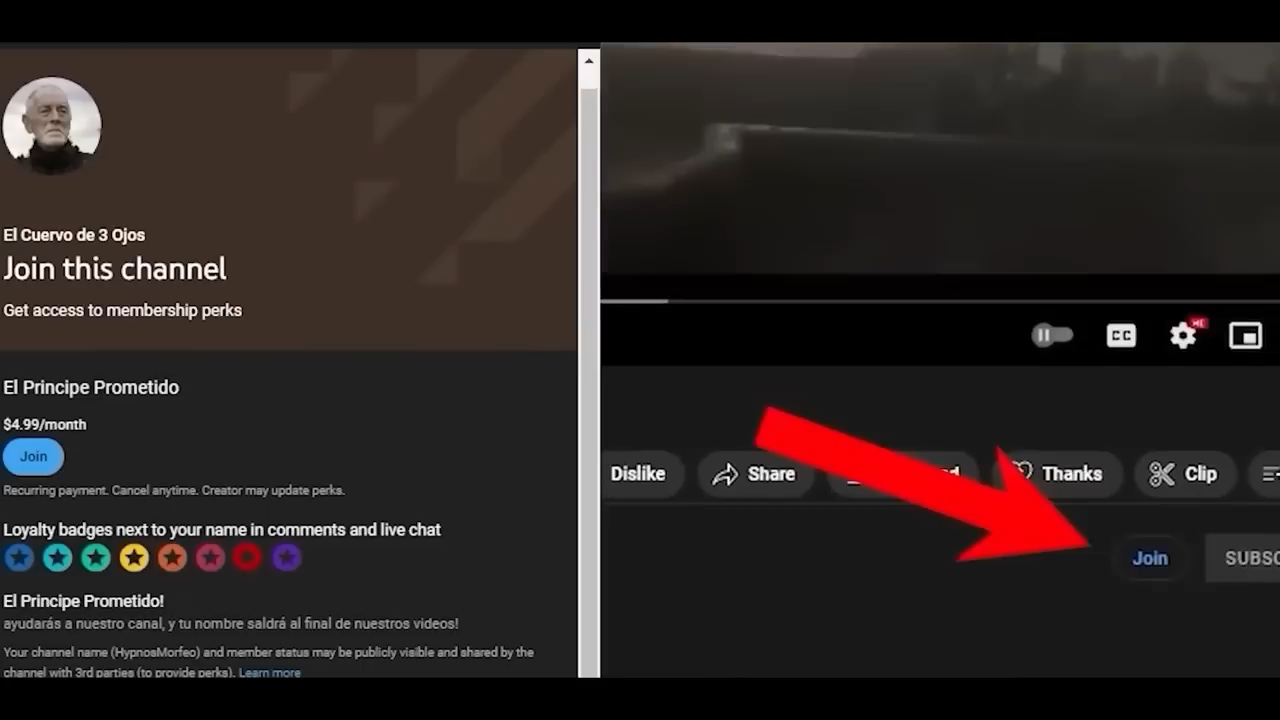 El Cuervo de 3 Ojos
Join this channel
Get access to membership perks
El Principe Prometido
$4.99/month
Join
Recurring payment. Cancel anytime. Creator may update perks.
Loyalty badges next to your name in comments and live chat
El Principe Prometido!
ayudarás a nuestro canal, y tu nombre saldrá al final de nuestros videos!
Your channel name (HypnosMorfeo) and member status may be publicly visible and shared by the
channel with 3rd parties (to provide perks). Learn more
CC
Dislike
Share
Thanks
Clip
Join
SUBSC